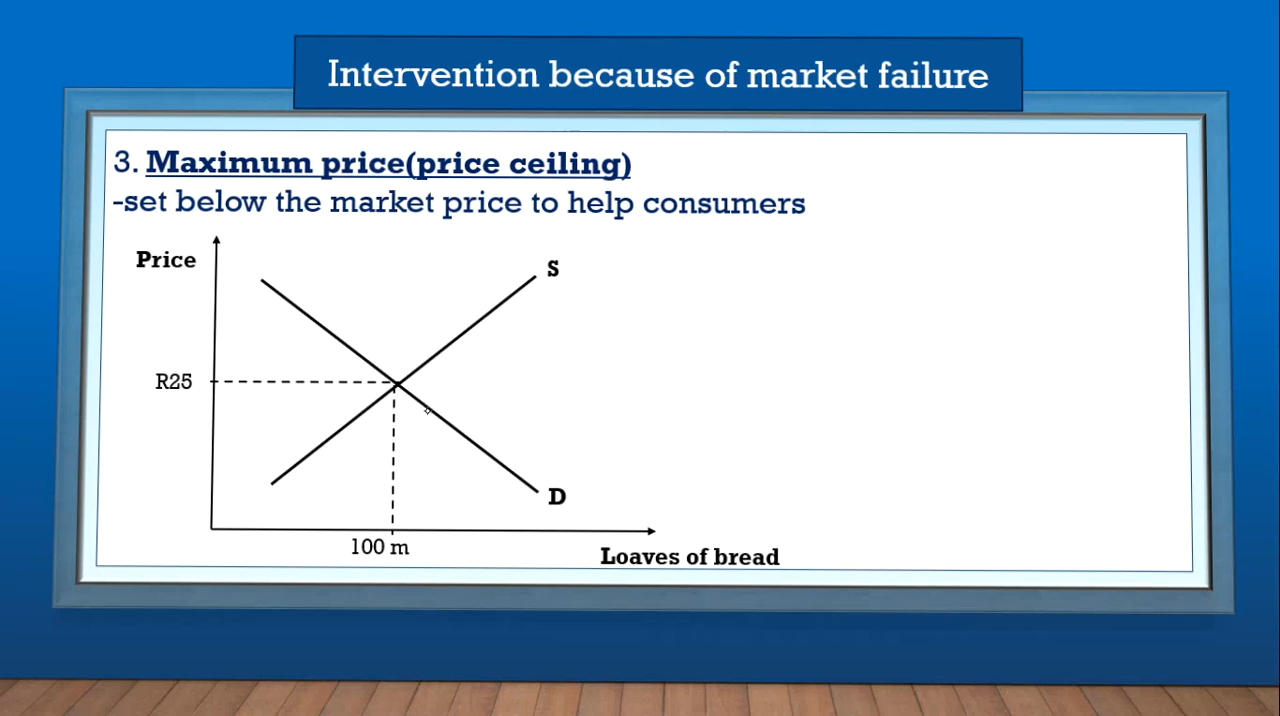 Intervention because of market failure
3. Maximum price(price ceiling)
-set below the market price to help consumers
Price
S
R25
D
100 m
Loaves of bread